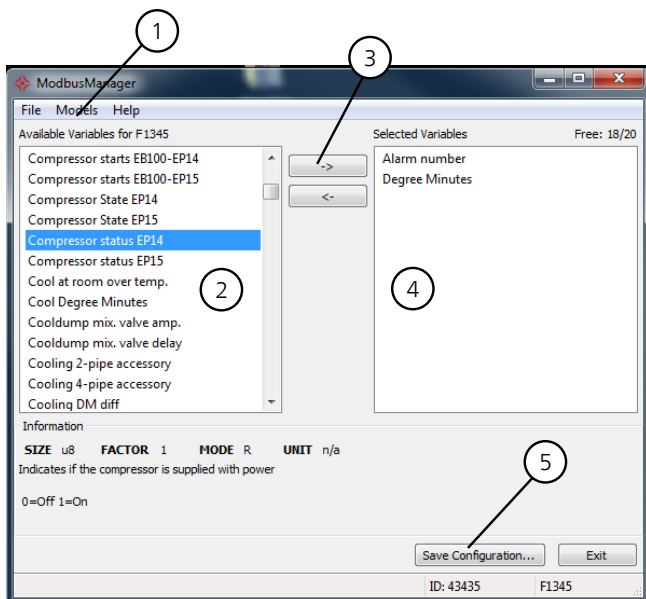 1
3
ModbusManager
File Models Help
Available Variables for F1345
Selected Variables Free: 18/20
Compressor starts EB100-EP14
Compressor starts EB100-EP15
Compressor State EP14
Compressor State EP15
Compressor status EP14
Compressor status EP15
Cool at room over temp.
Cool Degree Minutes
Cooldump mix. valve amp.
Cooldump mix. valve delay
Cooling 2-pipe accessory
Cooling 4-pipe accessory
Cooling DM diff
2
->
<-
Alarm number
Degree Minutes
4
Information
SIZE u8 FACTOR 1 MODE R UNIT n/a
Indicates if the compressor is supplied with power
0=Off 1=On
5
Save Configuration... Exit
ID: 43435 F1345